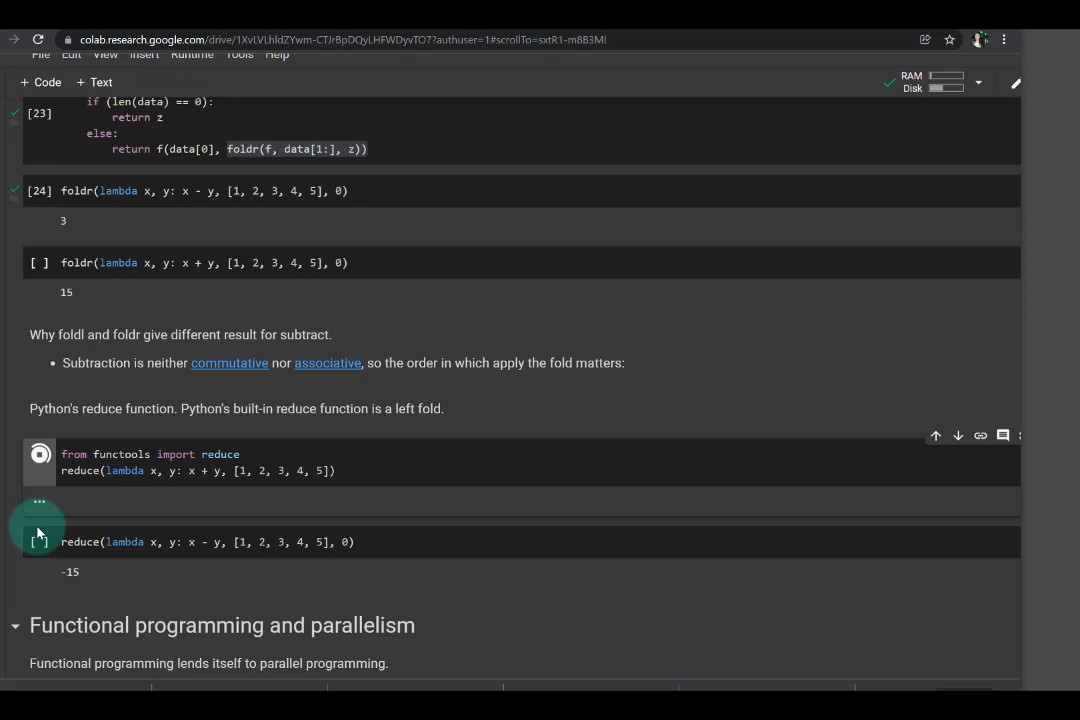 colab.research.google.com/drive/1XvLVLhldZYwm-CTJrBpDQyLHFWDyvTO7?authuser=1#scrollTo=sxtR1-m8B3MI
File Edit View Insert Runtime Tools Help
+ Code + Text
RAM
Disk
if (len(data) == 0):
[23]
return z
else:
return f(data[0], foldr(f, data[1:], z))
[24] foldr(lambda x, y: x - y, [1, 2, 3, 4, 5], 0)
3
[ ] foldr(lambda x, y: x + y, [1, 2, 3, 4, 5], 0)
15
Why foldl and foldr give different result for subtract.
• Subtraction is neither commutative nor associative, so the order in which apply the fold matters:
Python's reduce function. Python's built-in reduce function is a left fold.
from functools import reduce
reduce(lambda x, y: x + y, [1, 2, 3, 4, 5])
...
[ ] reduce(lambda x, y: x - y, [1, 2, 3, 4, 5], 0)
-15
Functional programming and parallelism
Functional programming lends itself to parallel programming.